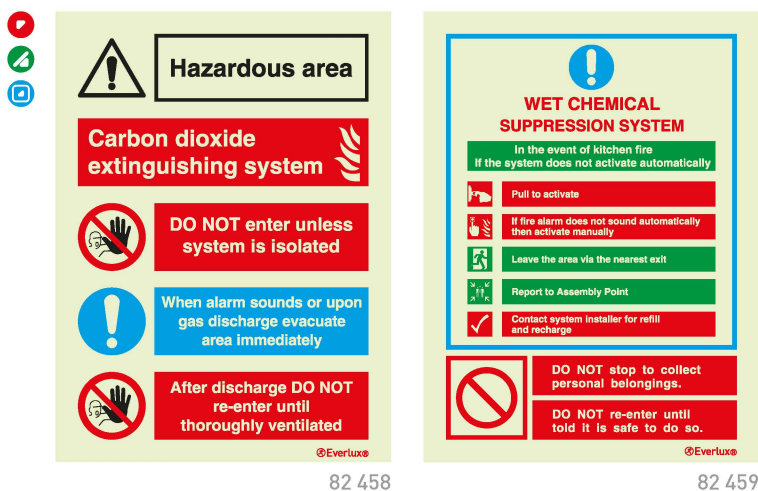 Hazardous area
Carbon dioxide
extinguishing system
DO NOT enter unless
system is isolated
When alarm sounds or upon
gas discharge evacuate
area immediately
After discharge DO NOT
re-enter until
thoroughly ventilated
Everlux®
82 458
WET CHEMICAL
SUPPRESSION SYSTEM
In the event of kitchen fire
If the system does not activate automatically
Pull to activate
If fire alarm does not sound automatically
then activate manually
Leave the area via the nearest exit
Report to Assembly Point
Contact system installer for refill
and recharge
DO NOT stop to collect
personal belongings.
DO NOT re-enter until
told it is safe to do so.
Everlux®
82 459